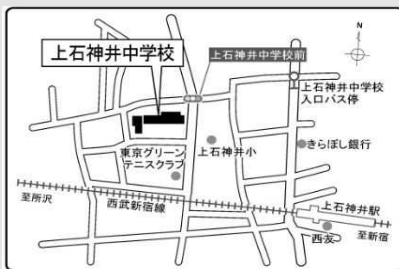 N
上石神井中学校
上石神井中学校前
上石神井中学校
入口バス停
東京グリーン
テニスクラブ
上石神井小
きらぼし銀行
至所沢
西武新宿線
上石神井駅
西友
至新宿